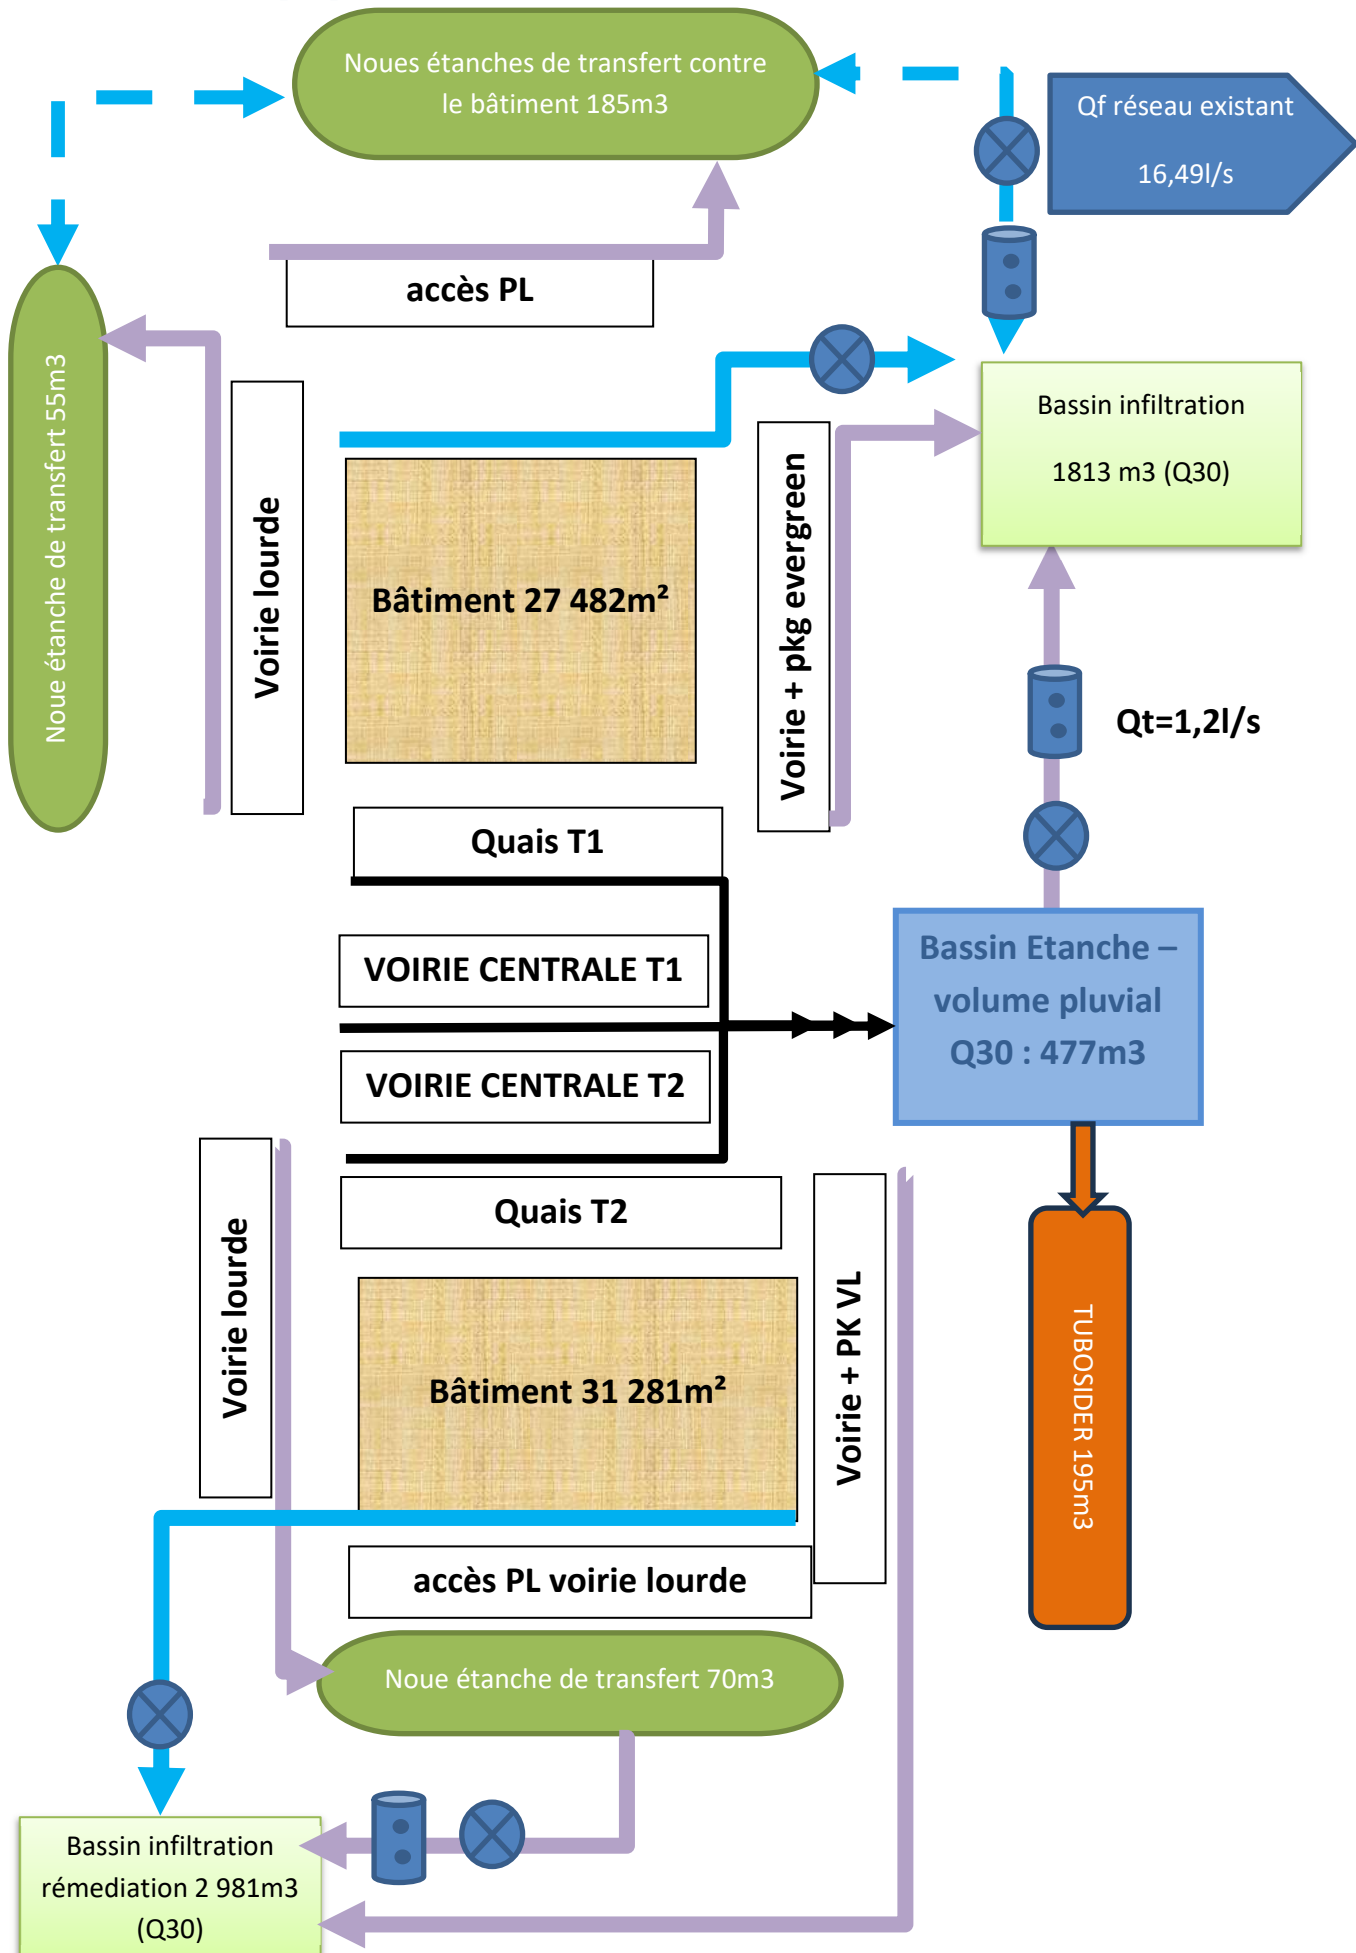 Noues étanches de transfert contre
le bâtiment 185m3
Qf réseau existant
16,49l/s
accès PL
Noue étanche de transfert 55m3
Voirie lourde
Bâtiment 27 482m²
Voirie + pkg evergreen
Bassin infiltration
1813 m3 (Q30)
Qt=1,2l/s
Quais T1
VOIRIE CENTRALE T1
VOIRIE CENTRALE T2
Bassin Etanche –
volume pluvial
Q30 : 477m3
Quais T2
Voirie lourde
Bâtiment 31 281m²
Voirie + PK VL
TUBOSIDER 195m3
accès PL voirie lourde
Noue étanche de transfert 70m3
Bassin infiltration
rémediation 2 981m3
(Q30)